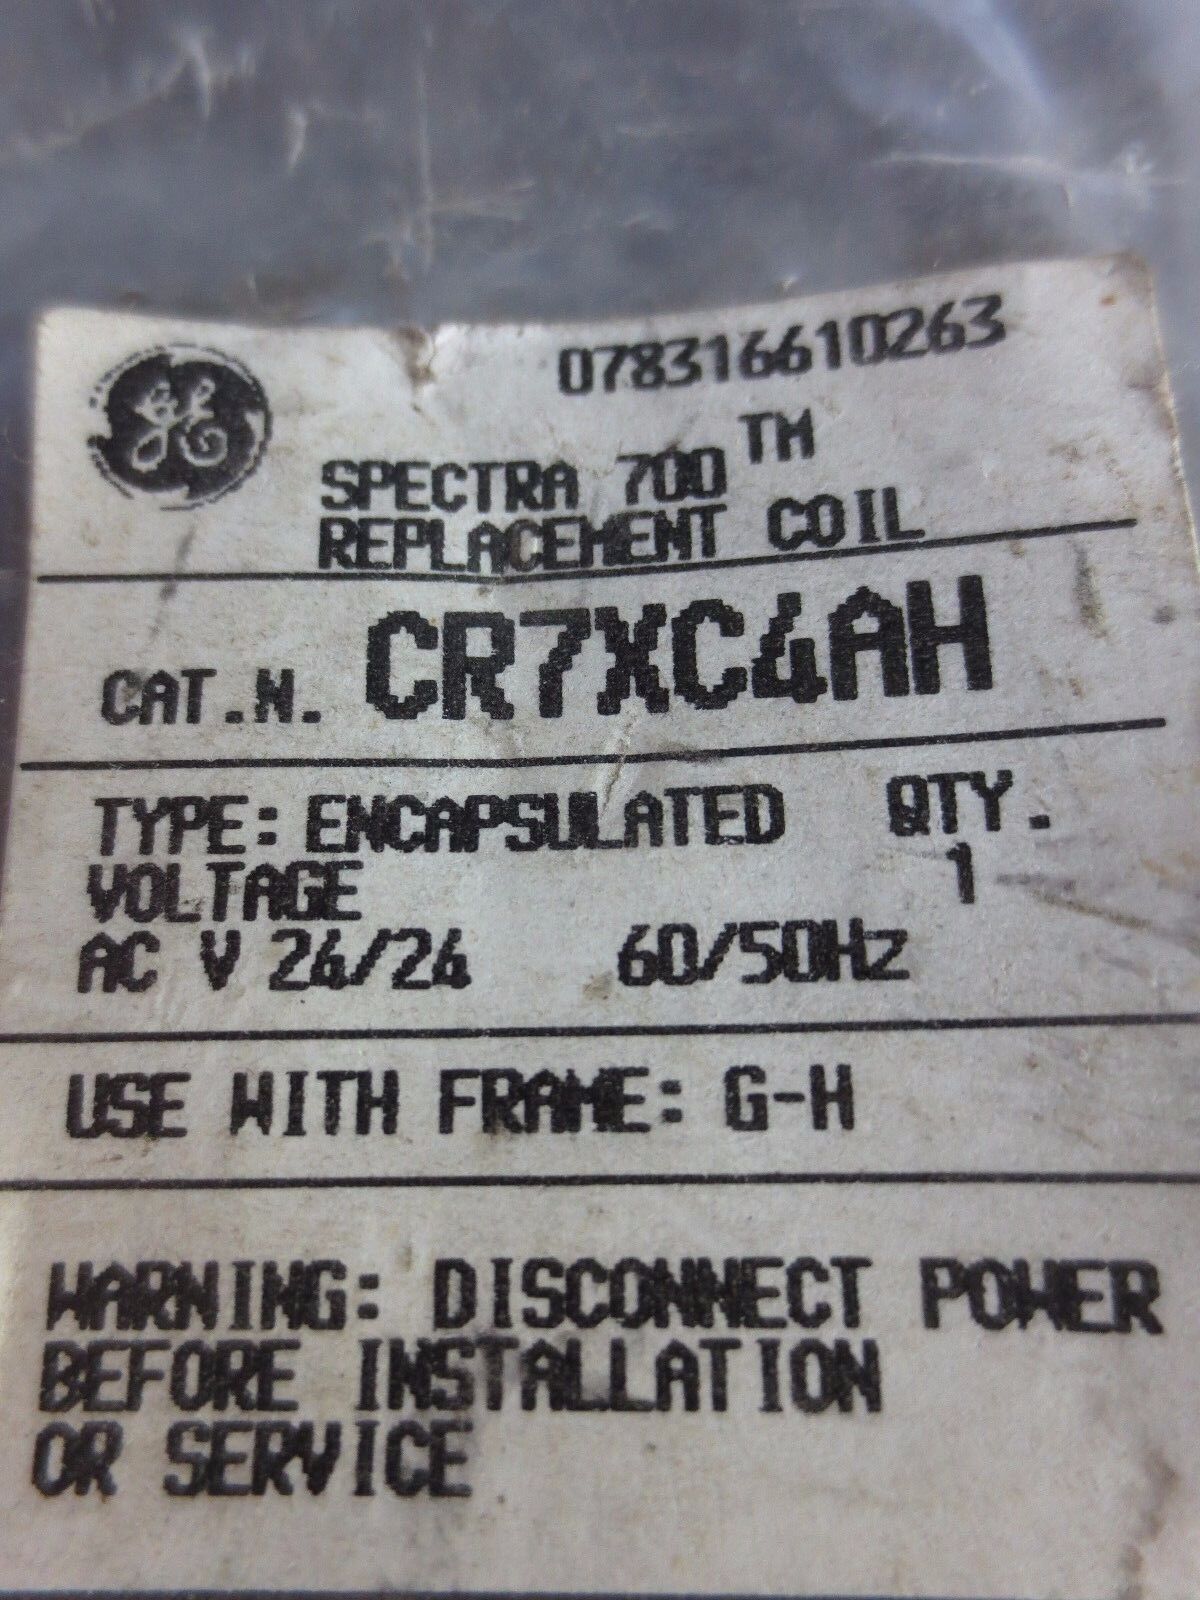 GE
078316610263
SPECTRA 700 TM
REPLACEMENT COIL
CAT.N. CR7XC4AH
TYPE: ENCAPSULATED QTY.
VOLTAGE 1
AC V 24/24 60/50Hz
USE WITH FRAME: G-H
WARNING: DISCONNECT POWER
BEFORE INSTALLATION
OR SERVICE